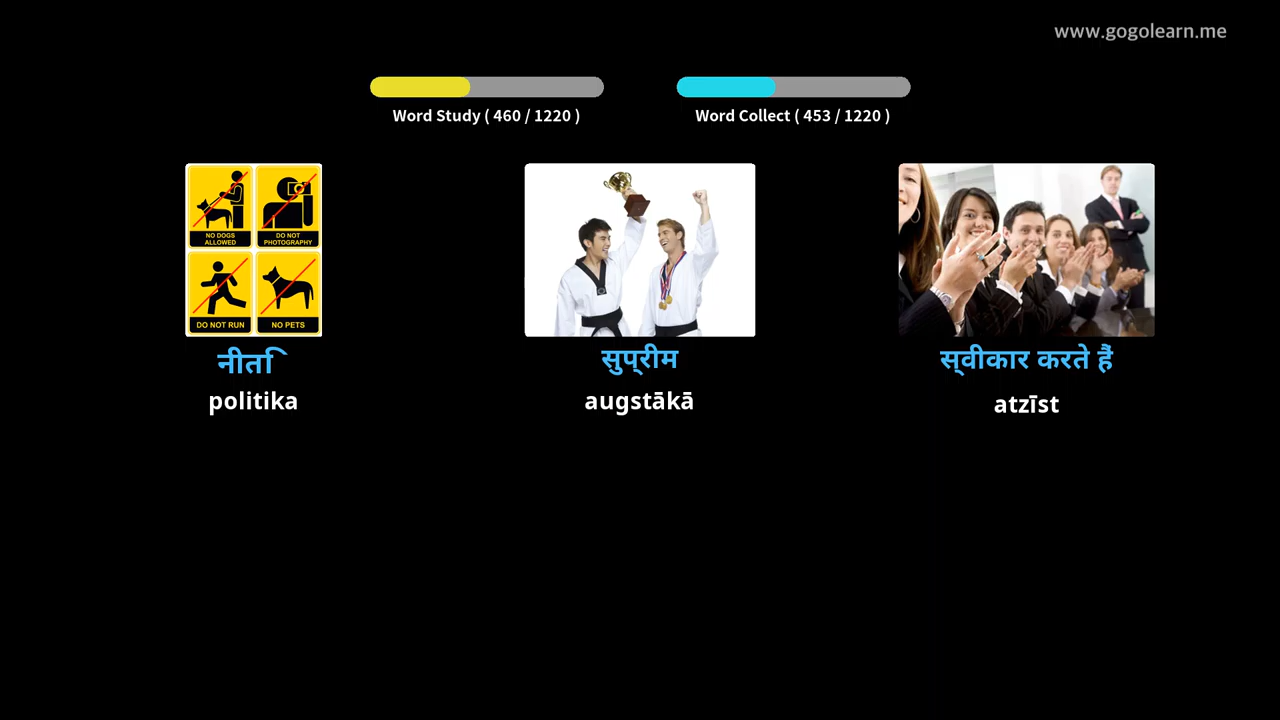 www.gogolearn.me
Word Study ( 460 / 1220 )
Word Collect ( 453 / 1220 )
NO DOGS
ALLOWED
DO NOT
PHOTOGRAPHY
DO NOT RUN
NO PETS
नीति
सुप्रीम
स्वीकार करते हैं
politika
augstākā
atzīst